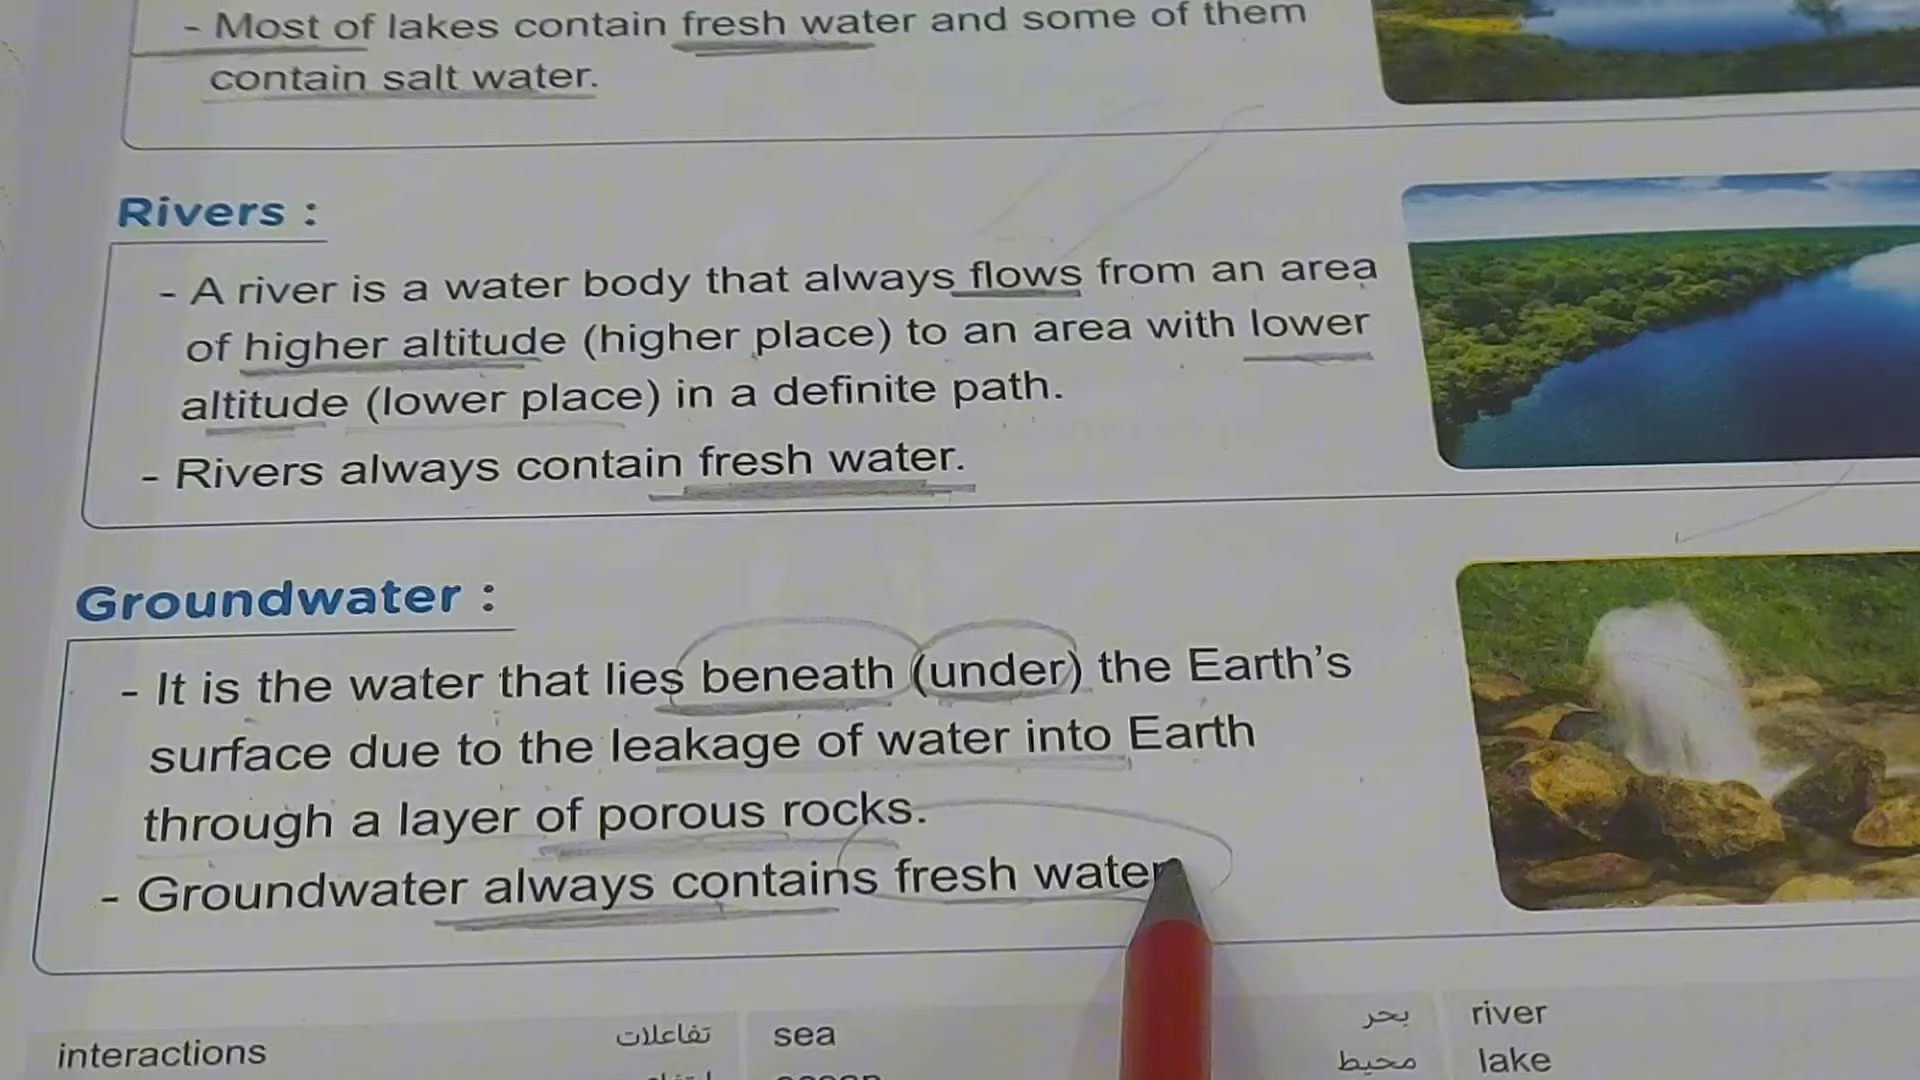 - Most of lakes contain fresh water and some of them
contain salt water.
Rivers :
- A river is a water body that always flows from an area
of higher altitude (higher place) to an area with lower
altitude (lower place) in a definite path.
- Rivers always contain fresh water.
Groundwater :
- It is the water that lies beneath (under) the Earth's
surface due to the leakage of water into Earth
through a layer of porous rocks.
- Groundwater always contains fresh water
interactions تفاعلات sea بحر river
محيط lake